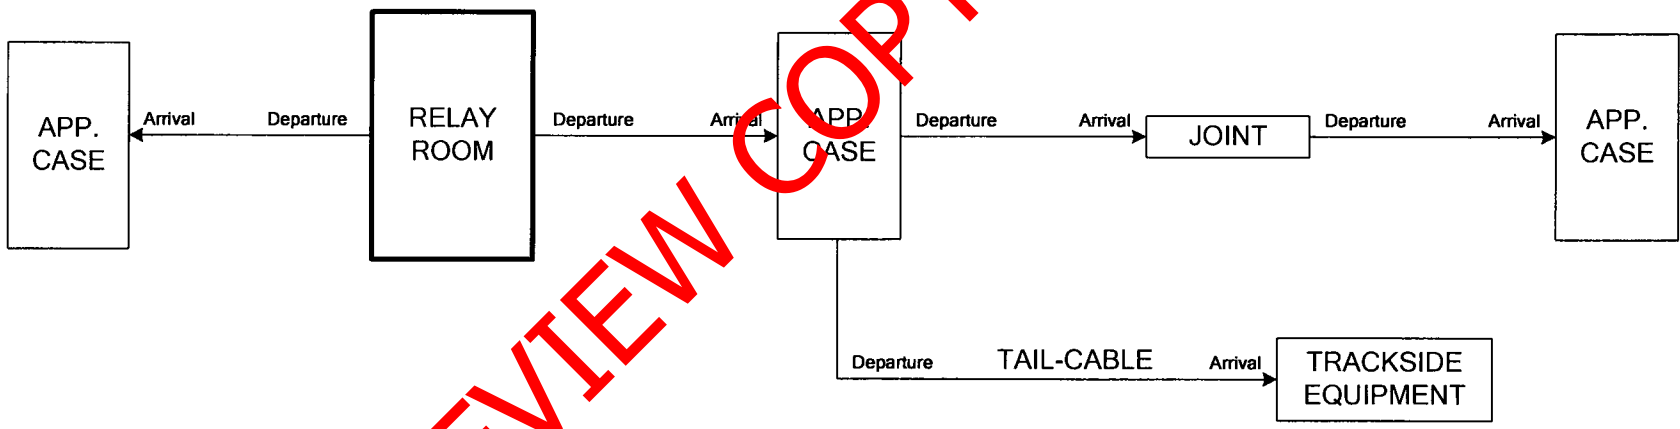 APP.
CASE
Arrival
Departure
RELAY
ROOM
Departure
Arrival
APP.
CASE
Departure
Arrival
JOINT
Departure
Arrival
APP.
CASE
Departure
TAIL-CABLE
Arrival
TRACKSIDE
EQUIPMENT